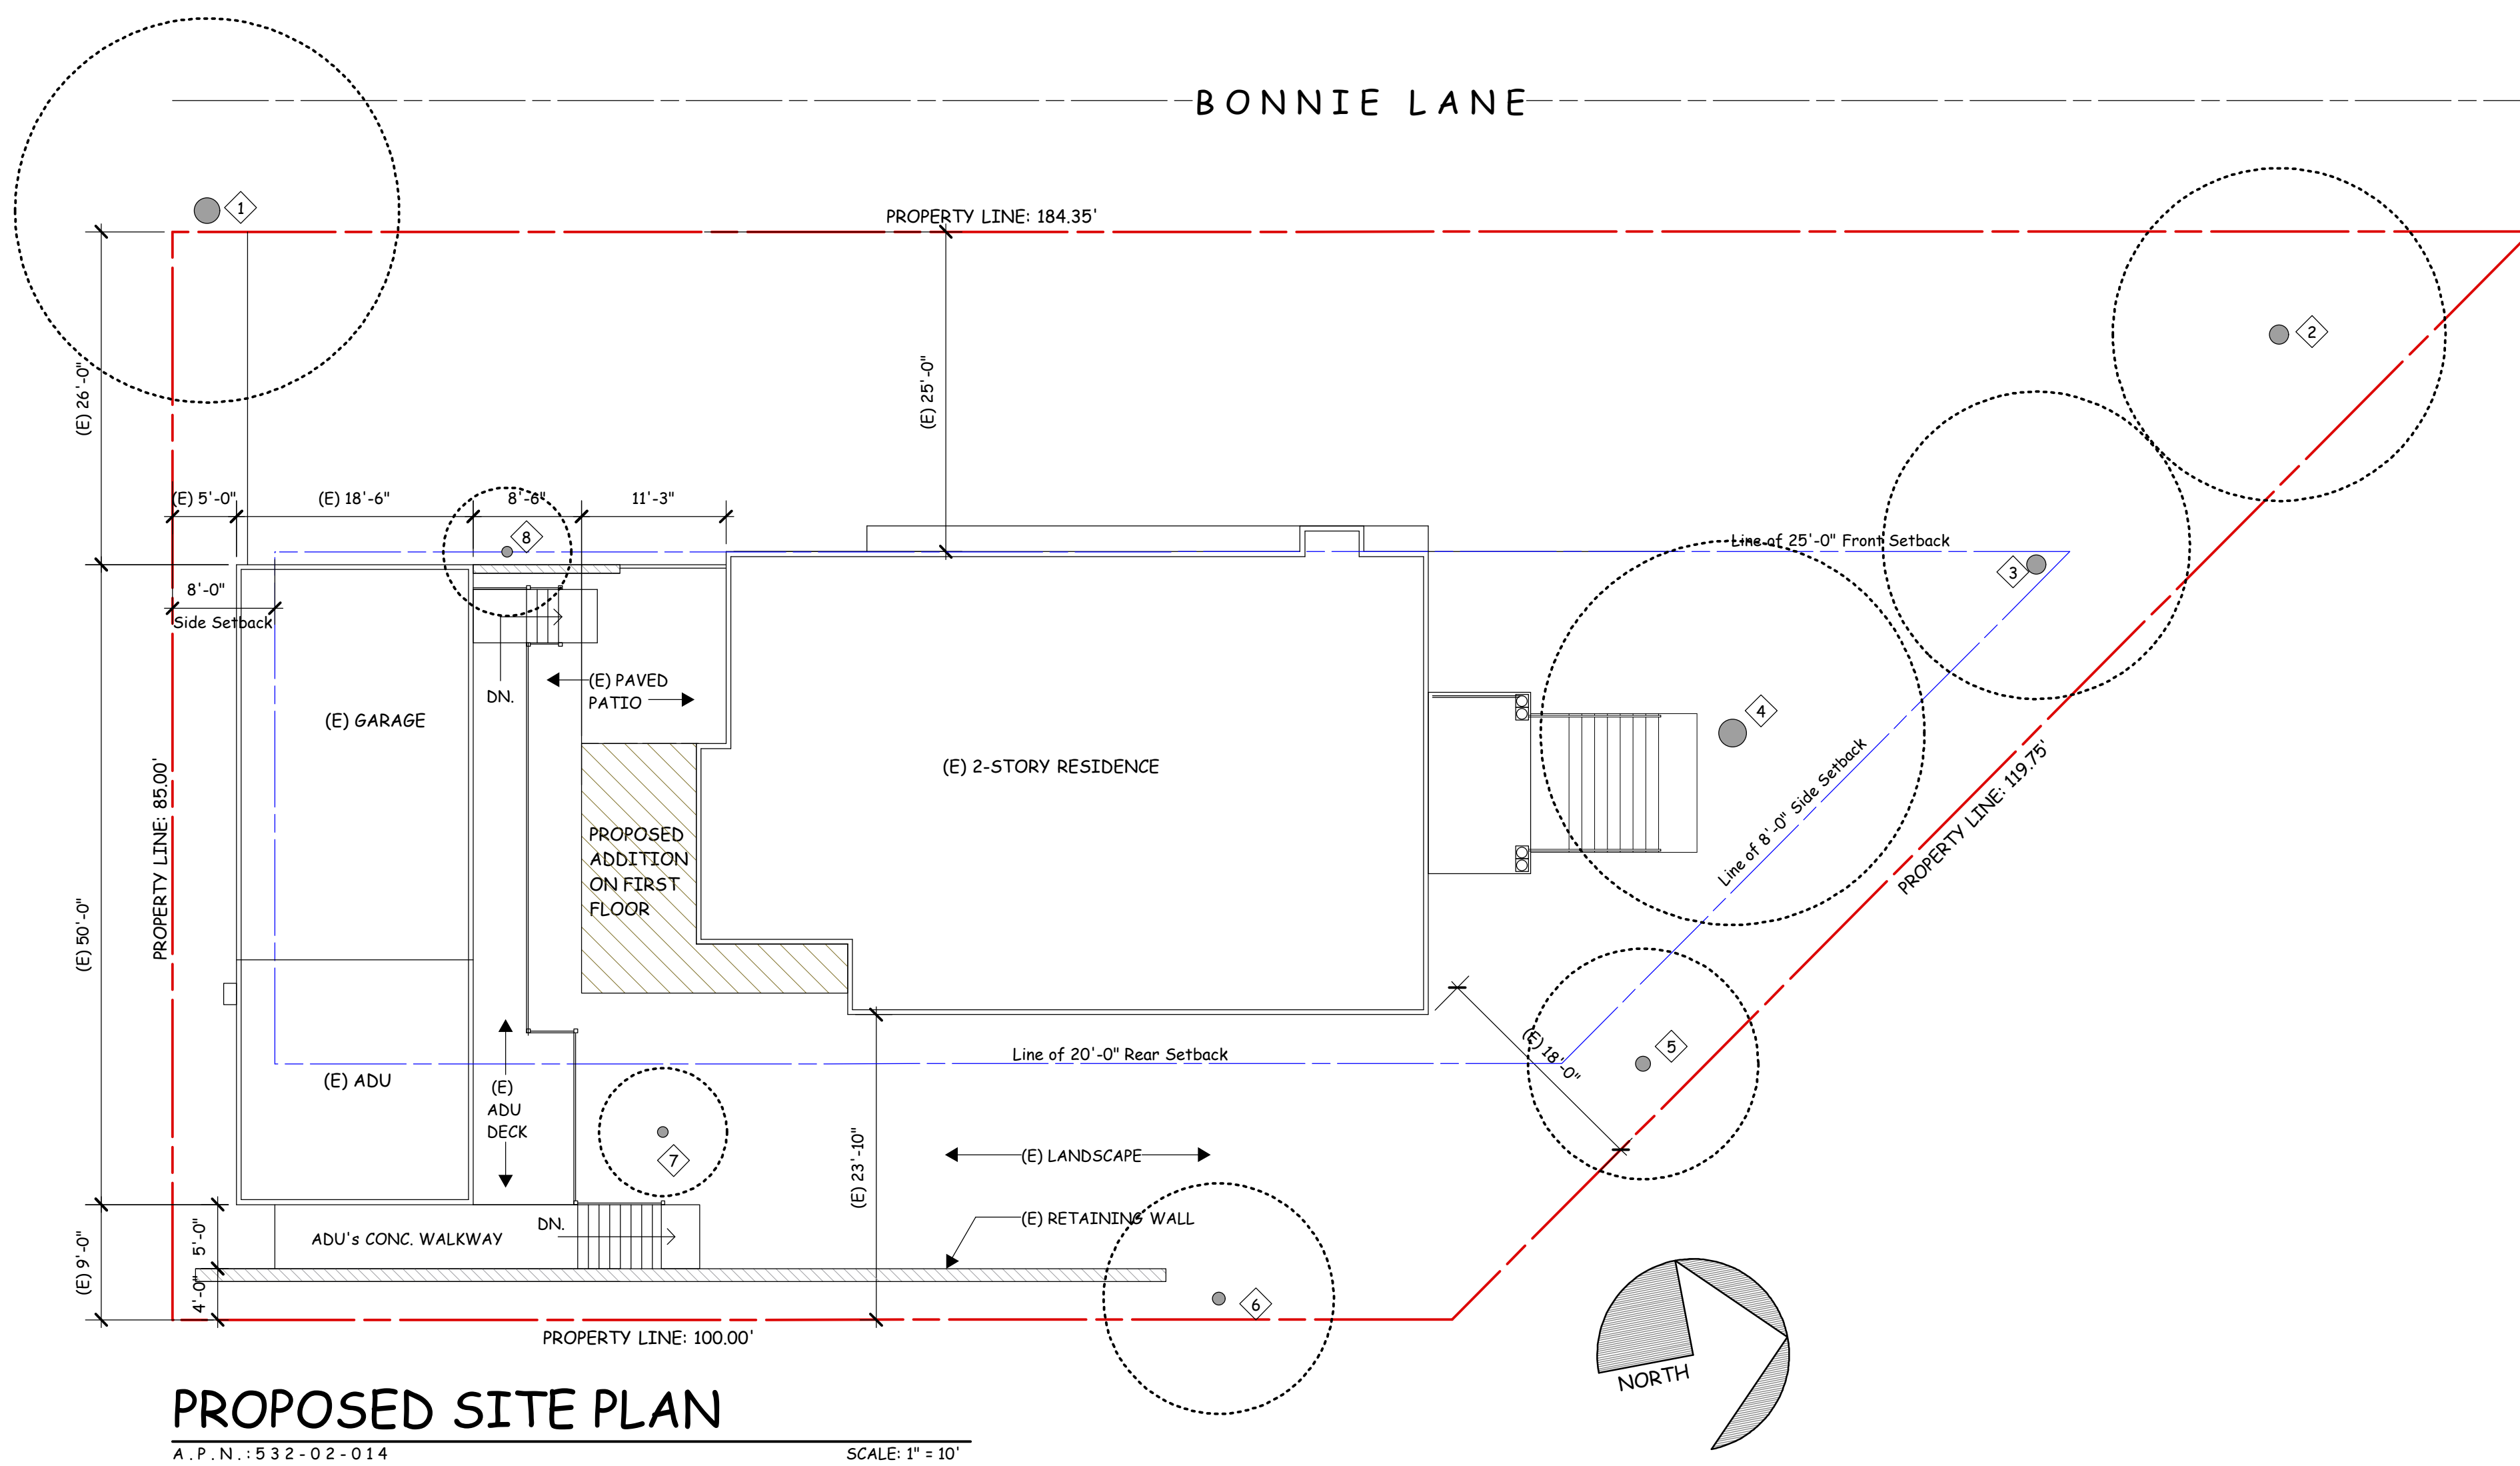 BONNIE LANE
1
PROPERTY LINE: 184.35'
2
(E) 26'-0"
(E) 25'-0"
(E) 5'-0"
(E) 18'-6"
8'-6"
11'-3"
8
Line of 25'-0" Front Setback
3
8'-0"
Side Setback
(E) PAVED
PATIO
DN.
(E) GARAGE
4
(E) 2-STORY RESIDENCE
PROPERTY LINE: 85.00'
PROPOSED
ADDITION
ON FIRST
FLOOR
Line of 8'-0" Side Setback
PROPERTY LINE: 119.75'
(E) 50'-0"
Line of 20'-0" Rear Setback
(E) 18'-0"
5
(E) ADU
(E)
ADU
DECK
7
(E) 23'-10"
(E) LANDSCAPE
(E) RETAINING WALL
DN.
ADU's CONC. WALKWAY
(E) 9'-0"
5'-0"
4'-0"
6
PROPERTY LINE: 100.00'
NORTH
PROPOSED SITE PLAN
A.P.N.:532-02-014
SCALE: 1" = 10'